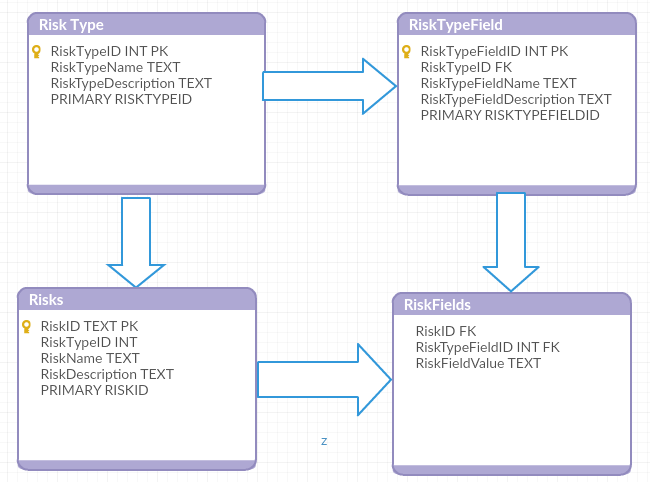 Risk Type
RiskTypeID INT PK
RiskTypeName TEXT
RiskTypeDescription TEXT
PRIMARY RISKTYPEID
RiskTypeField
RiskTypeFieldID INT PK
RiskTypeID FK
RiskTypeFieldName TEXT
RiskTypeFieldDescription TEXT
PRIMARY RISKTYPEFIELDID
Risks
RiskID TEXT PK
RiskTypeID INT
RiskName TEXT
RiskDescription TEXT
PRIMARY RISKID
RiskFields
RiskID FK
RiskTypeFieldID INT FK
RiskFieldValue TEXT
z